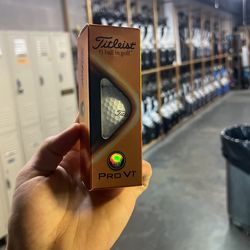 Titleist
#1 ball in golf
PRO V1